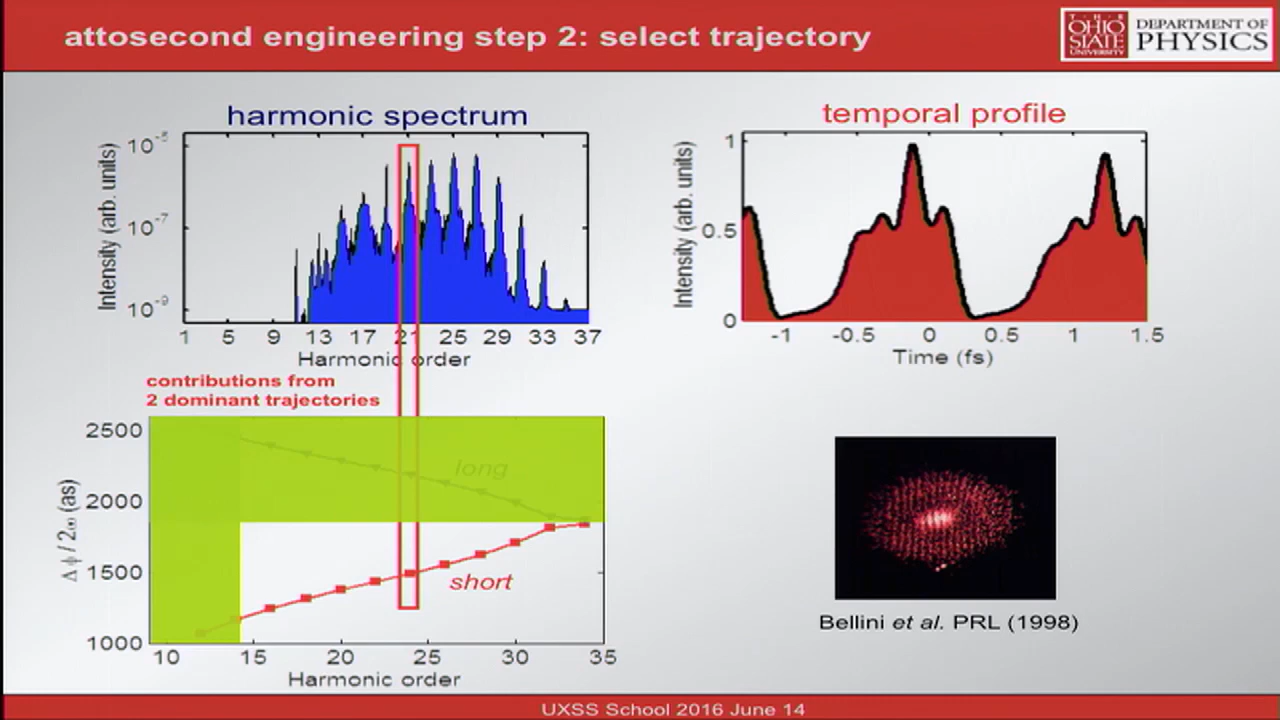 attosecond engineering step 2: select trajectory
THE OHIO STATE UNIVERSITY
DEPARTMENT OF PHYSICS
harmonic spectrum
Intensity (arb. units)
10⁻⁵
10⁻⁷
10⁻⁹
1 5 9 13 17 21 25 29 33 37
Harmonic order
temporal profile
Intensity (arb. units)
1
0.5
0
-1 -0.5 0 0.5 1 1.5
Time (fs)
contributions from
2 dominant trajectories
Δ ϕ / 2ω (as)
2500
2000
1500
1000
long
short
10 15 20 25 30 35
Harmonic order
Bellini et al. PRL (1998)
UXSS School 2016 June 14